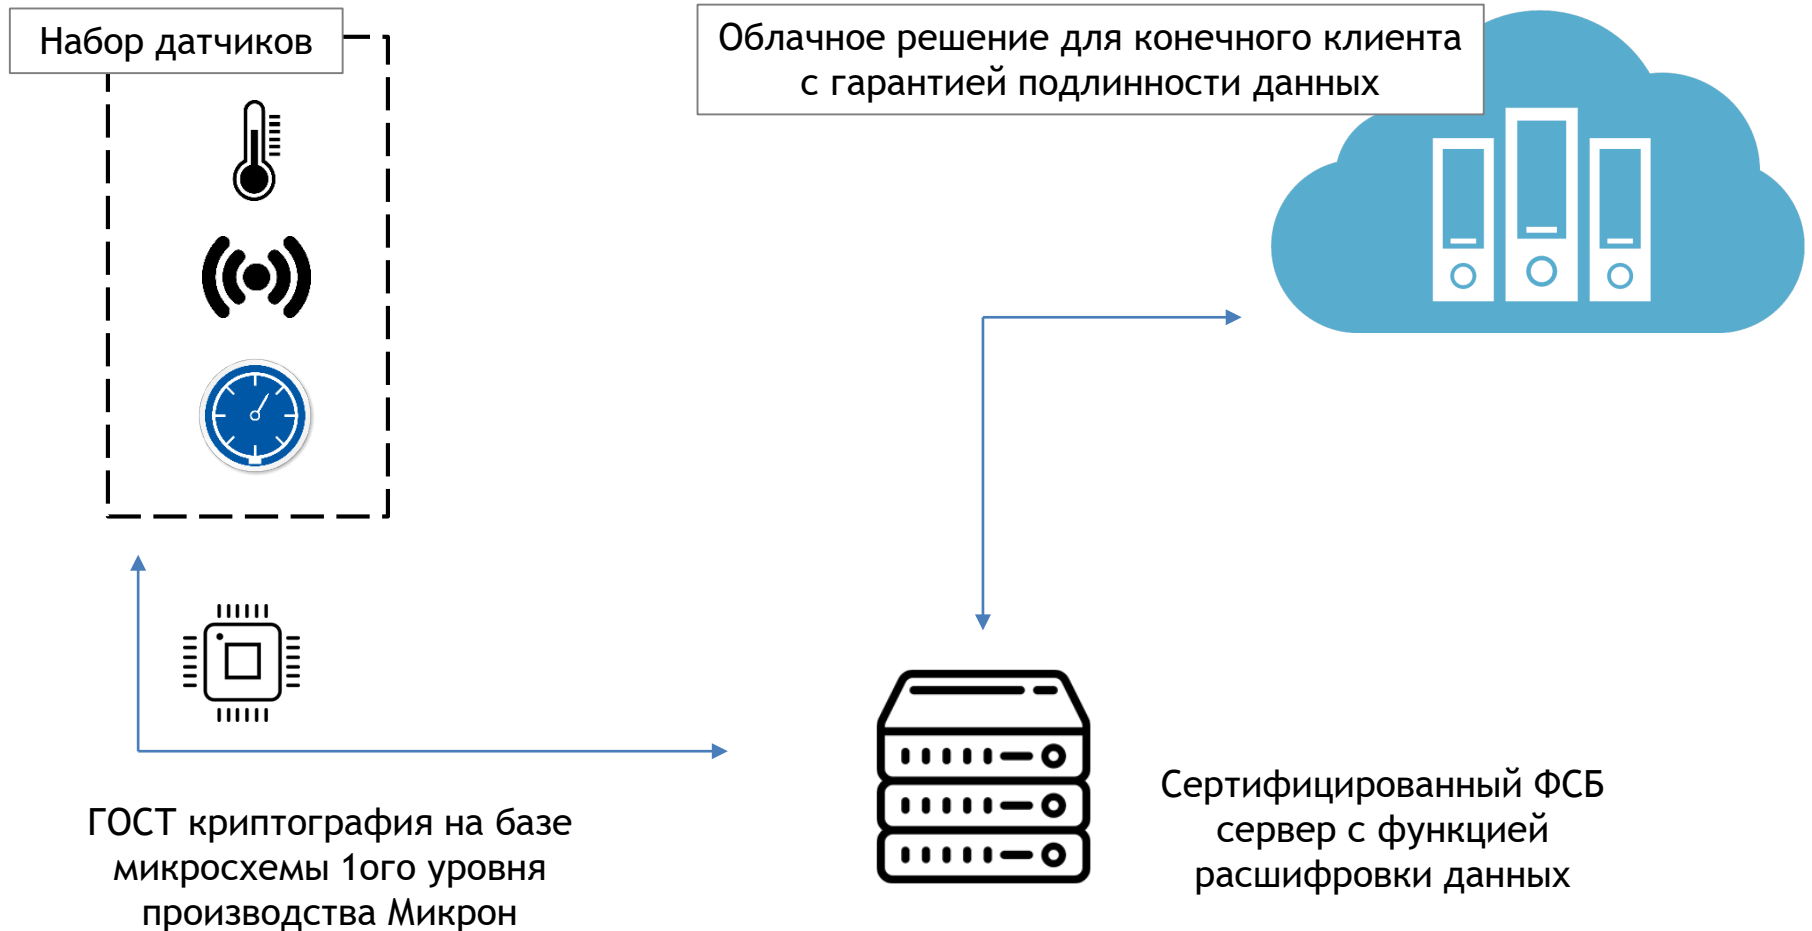 Набор датчиков
Облачное решение для конечного клиента
с гарантией подлинности данных
ГОСТ криптография на базе
микросхемы 1ого уровня
производства Микрон
Сертифицированный ФСБ
сервер с функцией
расшифровки данных